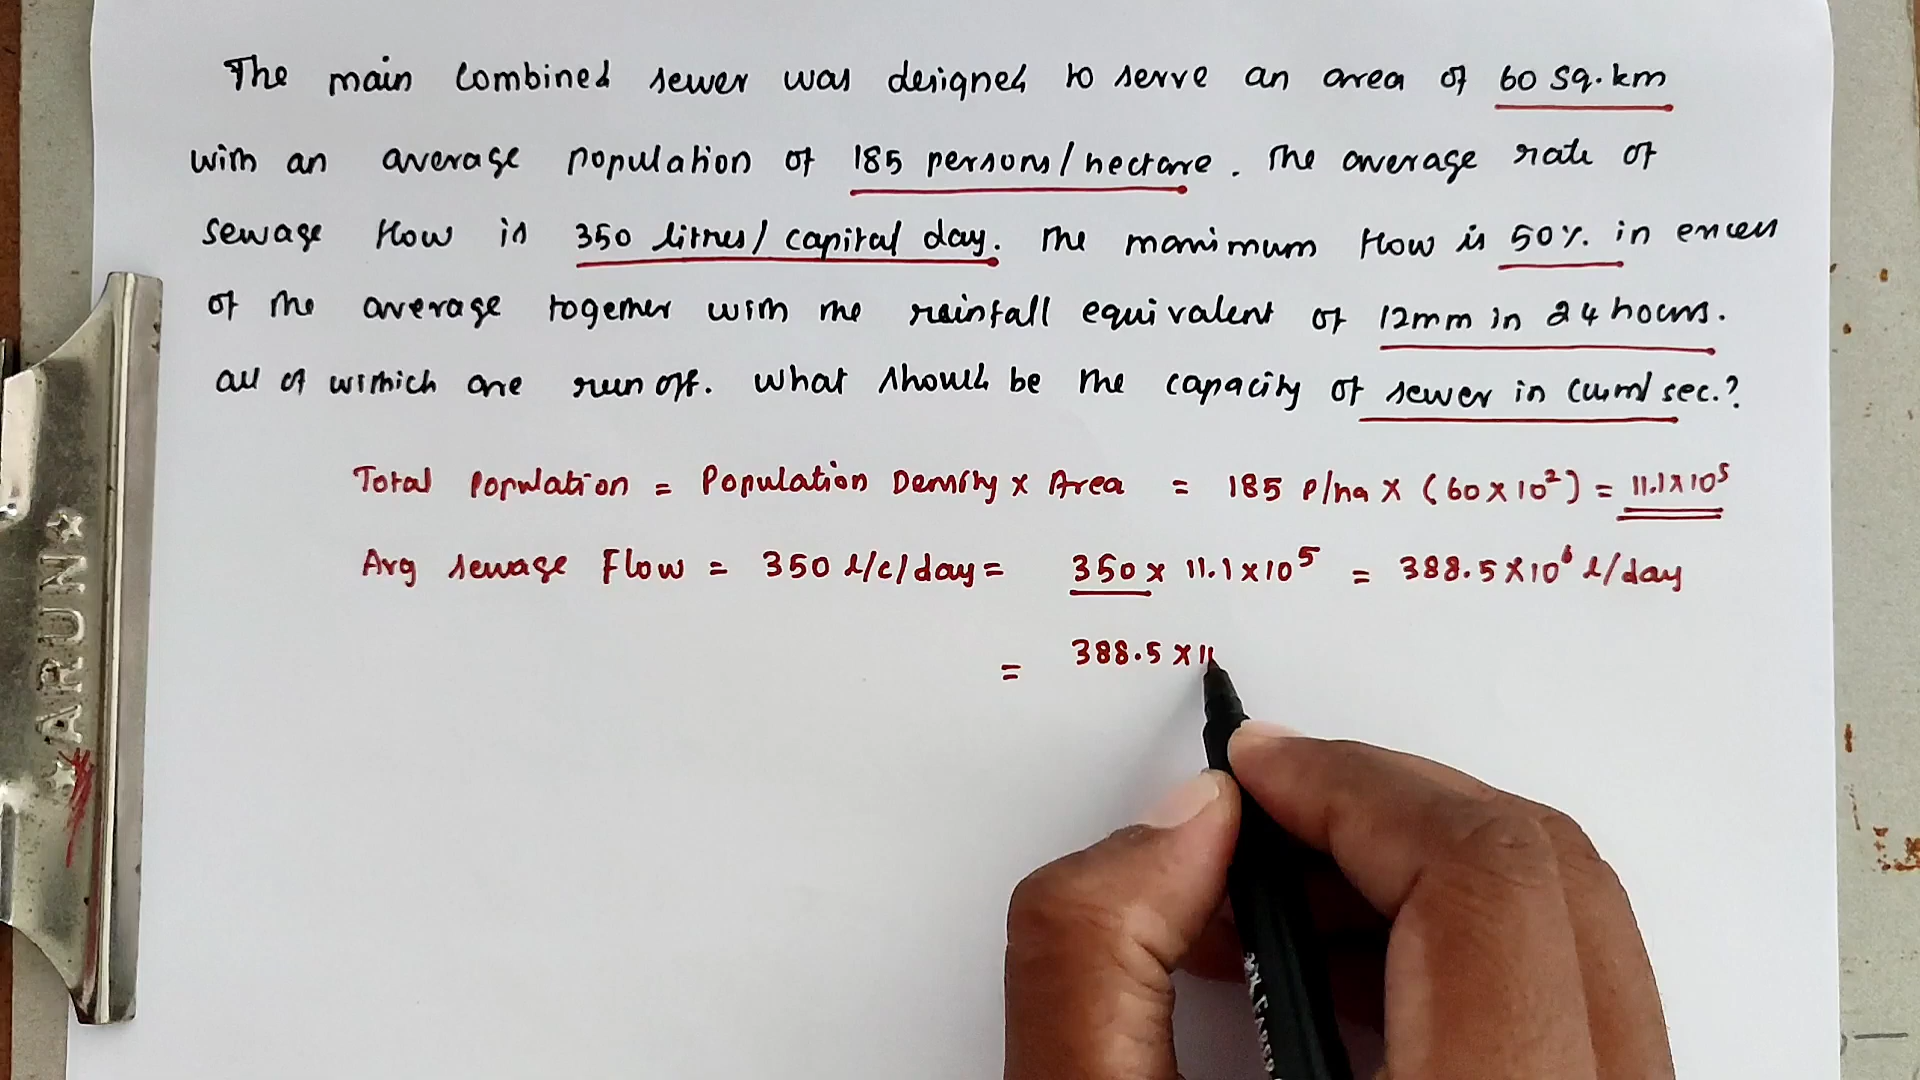 The main combined sewer was designed to serve an area of 60 sq.km
with an average population of 185 persons/hectare. The average rate of
sewage flow is 350 litres/capital day. The maximum flow is 50% in excess
of the average together with the rainfall equivalent of 12mm in 24 hours.
all of which are run off. What should be the capacity of sewer in cum/sec.?
Total Population = Population Density x Area = 185 P/ha x (60x10²) = 11.1x10⁵
Avg sewage Flow = 350 l/c/day = 350 x 11.1x10⁵ = 388.5x10⁶ l/day
= 388.5 x
ARUN